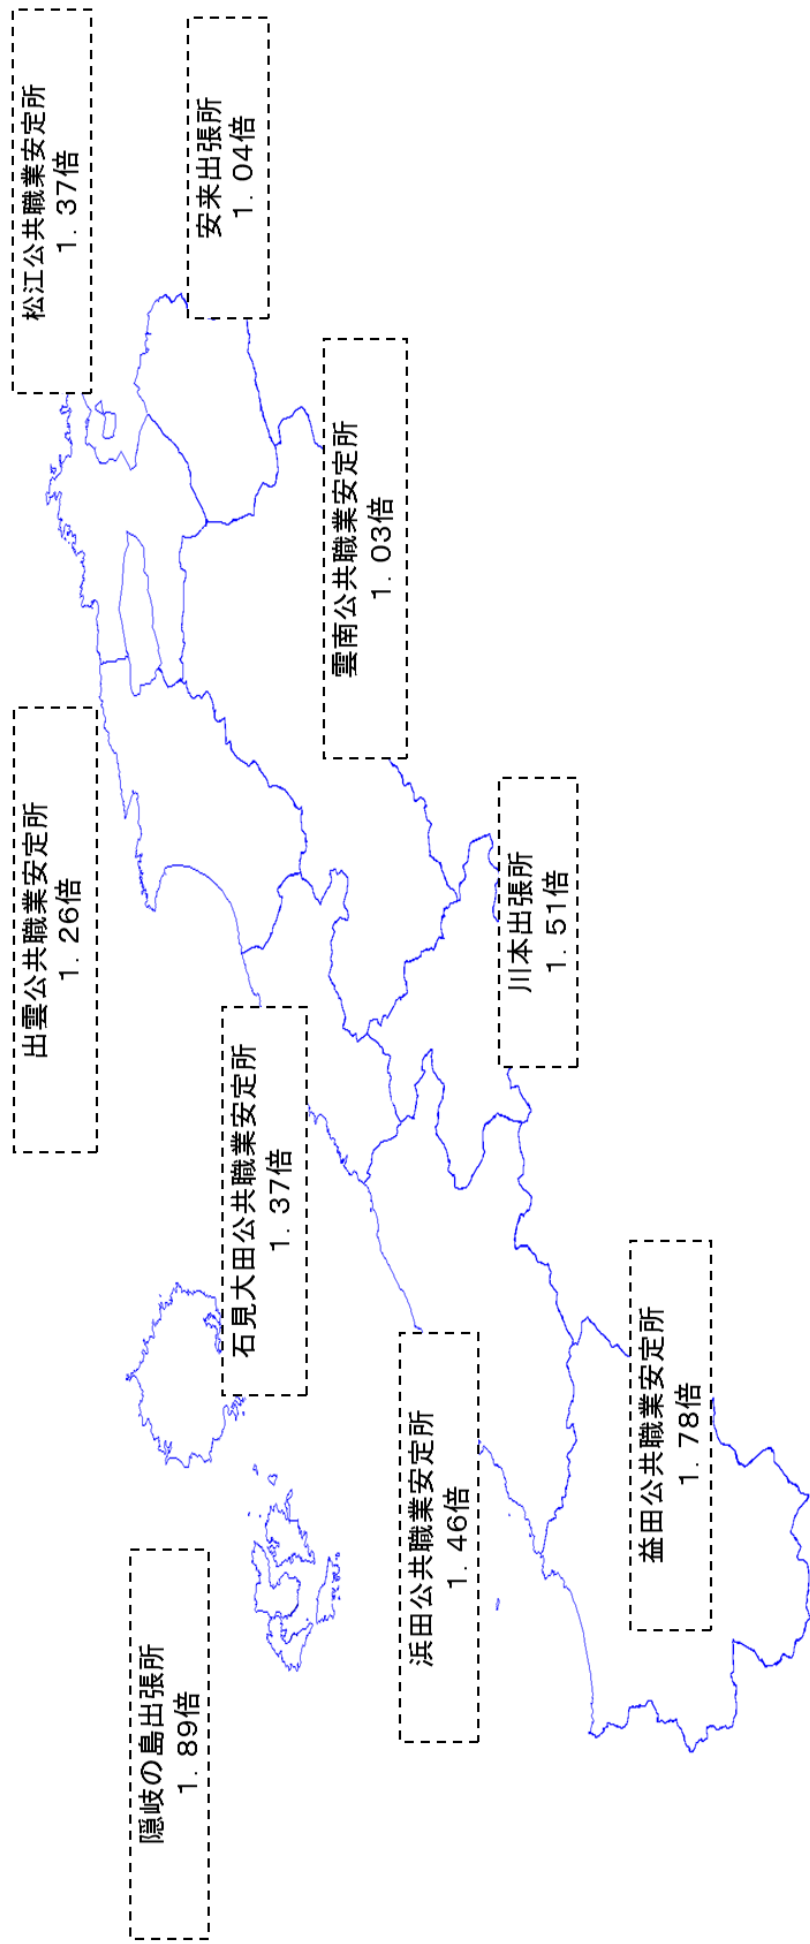 松江公共職業安定所
1. 37倍
安来出張所
1. 04倍
雲南公共職業安定所
1. 03倍
出雲公共職業安定所
1. 26倍
川本出張所
1. 51倍
石見大田公共職業安定所
1. 37倍
浜田公共職業安定所
1. 46倍
益田公共職業安定所
1. 78倍
隠岐の島出張所
1. 89倍